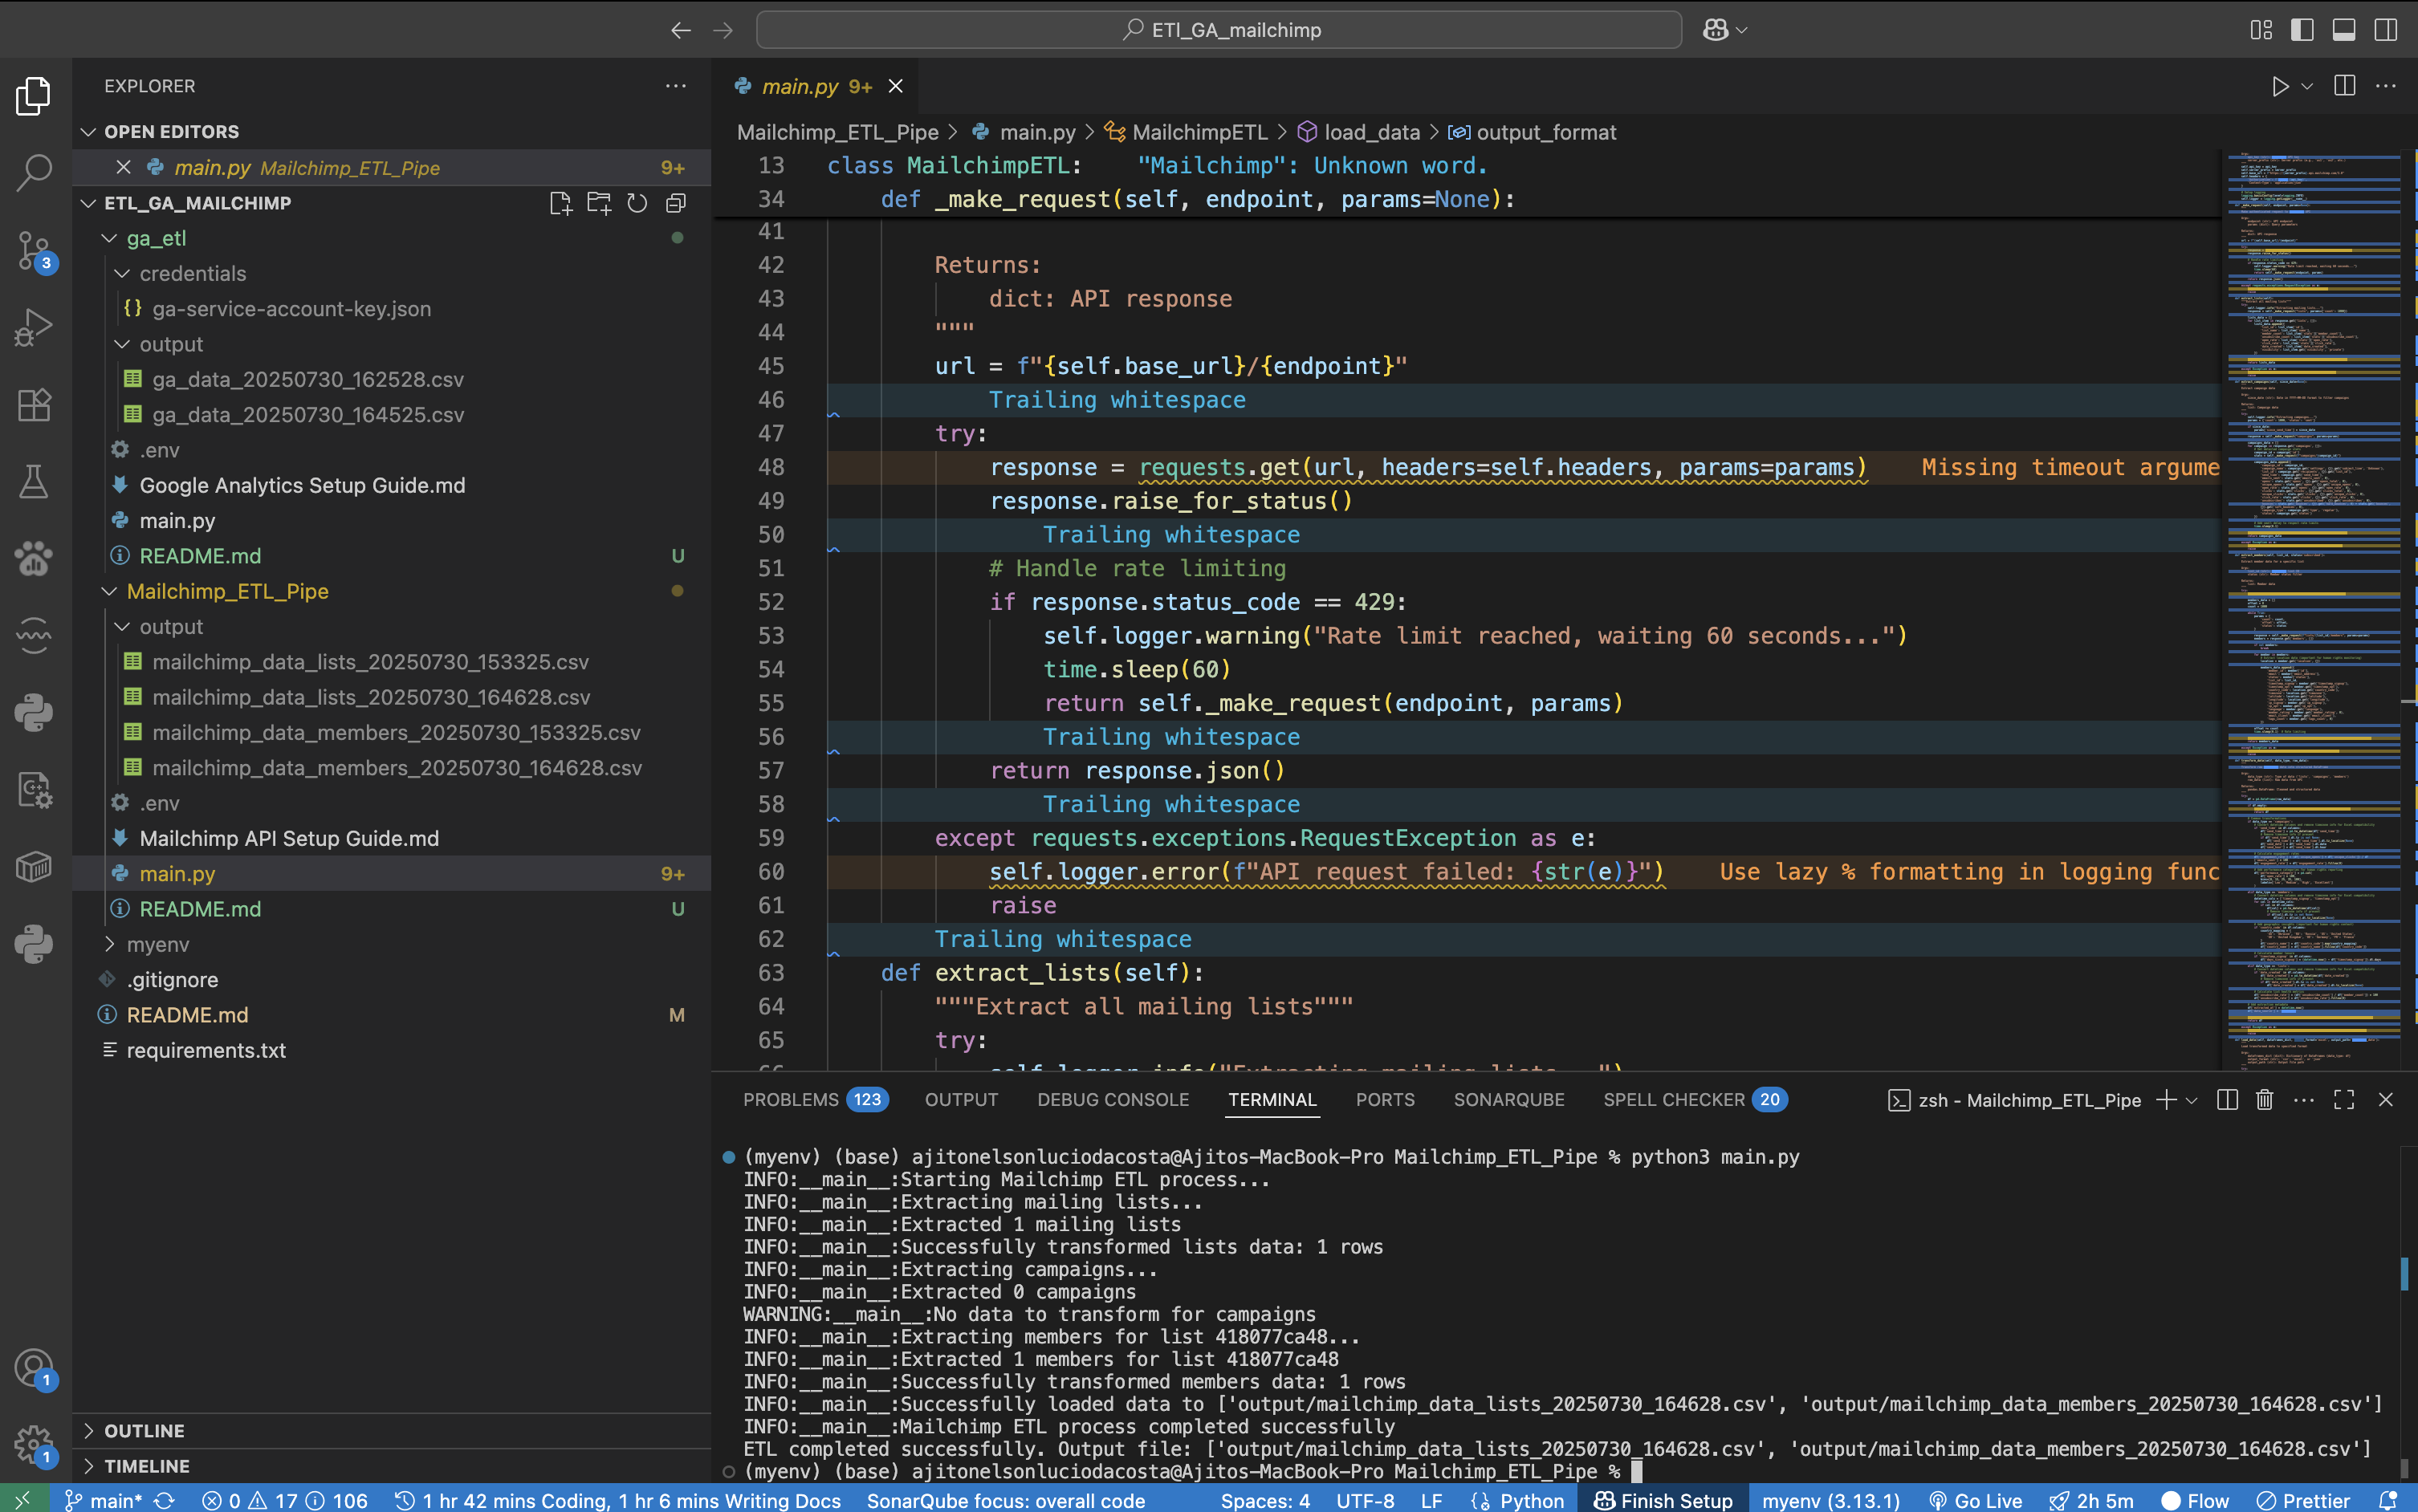 ETl_GA_mailchimp
EXPLORER
OPEN EDITORS
main.py Mailchimp_ETL_Pipe 9+
ETL_GA_MAILCHIMP
ga_etl
credentials
{} ga-service-account-key.json
output
ga_data_20250730_162528.csv
ga_data_20250730_164525.csv
.env
Google Analytics Setup Guide.md
main.py
README.md U
Mailchimp_ETL_Pipe
output
mailchimp_data_lists_20250730_153325.csv
mailchimp_data_lists_20250730_164628.csv
mailchimp_data_members_20250730_153325.csv
mailchimp_data_members_20250730_164628.csv
.env
Mailchimp API Setup Guide.md
main.py 9+
README.md U
myenv
.gitignore
README.md M
requirements.txt
OUTLINE
TIMELINE
3
1
1
main.py 9+
Mailchimp_ETL_Pipe > main.py > MailchimpETL > load_data > output_format
13 class MailchimpETL: "Mailchimp": Unknown word.
34 def _make_request(self, endpoint, params=None):
41
42 Returns:
43 dict: API response
44 """
45 url = f"{self.base_url}/{endpoint}"
46 Trailing whitespace
47 try:
48 response = requests.get(url, headers=self.headers, params=params) Missing timeout argume
49 response.raise_for_status()
50 Trailing whitespace
51 # Handle rate limiting
52 if response.status_code == 429:
53 self.logger.warning("Rate limit reached, waiting 60 seconds...")
54 time.sleep(60)
55 return self._make_request(endpoint, params)
56 Trailing whitespace
57 return response.json()
58 Trailing whitespace
59 except requests.exceptions.RequestException as e:
60 self.logger.error(f"API request failed: {str(e)}") Use lazy % formatting in logging func
61 raise
62 Trailing whitespace
63 def extract_lists(self):
64 """Extract all mailing lists"""
65 try:
66 self.logger.info("Extracting mailing lists...")
PROBLEMS 123 OUTPUT DEBUG CONSOLE TERMINAL PORTS SONARQUBE SPELL CHECKER 20 zsh - Mailchimp_ETL_Pipe
(myenv) (base) ajitonelsonluciodacosta@Ajitos-MacBook-Pro Mailchimp_ETL_Pipe % python3 main.py
INFO:__main__:Starting Mailchimp ETL process...
INFO:__main__:Extracting mailing lists...
INFO:__main__:Extracted 1 mailing lists
INFO:__main__:Successfully transformed lists data: 1 rows
INFO:__main__:Extracting campaigns...
INFO:__main__:Extracted 0 campaigns
WARNING:__main__:No data to transform for campaigns
INFO:__main__:Extracting members for list 418077ca48...
INFO:__main__:Extracted 1 members for list 418077ca48
INFO:__main__:Successfully transformed members data: 1 rows
INFO:__main__:Successfully loaded data to ['output/mailchimp_data_lists_20250730_164628.csv', 'output/mailchimp_data_members_20250730_164628.csv']
INFO:__main__:Mailchimp ETL process completed successfully
ETL completed successfully. Output file: ['output/mailchimp_data_lists_20250730_164628.csv', 'output/mailchimp_data_members_20250730_164628.csv']
(myenv) (base) ajitonelsonluciodacosta@Ajitos-MacBook-Pro Mailchimp_ETL_Pipe %
main* 0 17 106 1 hr 42 mins Coding, 1 hr 6 mins Writing Docs SonarQube focus: overall code Spaces: 4 UTF-8 LF Python Finish Setup myenv (3.13.1) Go Live 2h 5m Flow Prettier